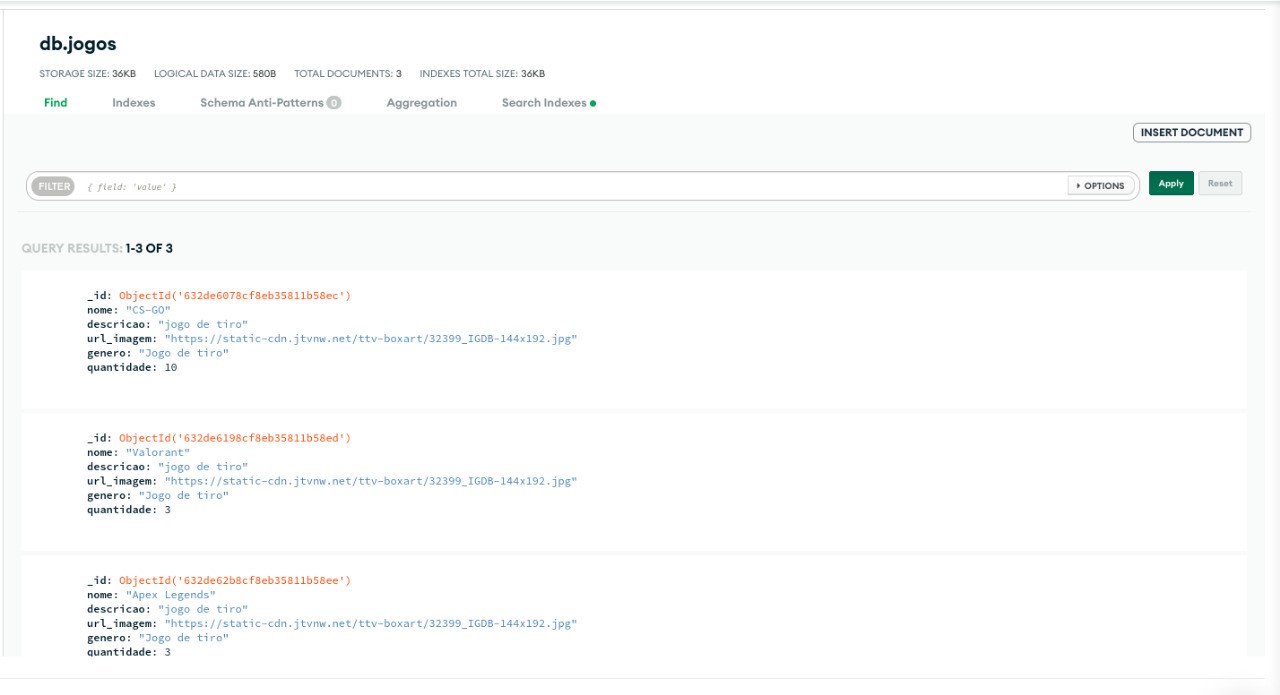 db.jogos
STORAGE SIZE: 36KB LOGICAL DATA SIZE: 580B TOTAL DOCUMENTS: 3 INDEXES TOTAL SIZE: 36KB
Find Indexes Schema Anti-Patterns 0 Aggregation Search Indexes
INSERT DOCUMENT
FILTER { field: 'value' } OPTIONS Apply Reset
QUERY RESULTS: 1-3 OF 3
_id: ObjectId('632de6078cf8eb35811b58ec')
nome: "CS-GO"
descricao: "jogo de tiro"
url_imagem: "https://static-cdn.jtvnw.net/ttv-boxart/32399_IGDB-144x192.jpg"
genero: "Jogo de tiro"
quantidade: 10
_id: ObjectId('632de6198cf8eb35811b58ed')
nome: "Valorant"
descricao: "jogo de tiro"
url_imagem: "https://static-cdn.jtvnw.net/ttv-boxart/32399_IGDB-144x192.jpg"
genero: "Jogo de tiro"
quantidade: 3
_id: ObjectId('632de62b8cf8eb35811b58ee')
nome: "Apex Legends"
descricao: "jogo de tiro"
url_imagem: "https://static-cdn.jtvnw.net/ttv-boxart/32399_IGDB-144x192.jpg"
genero: "Jogo de tiro"
quantidade: 3